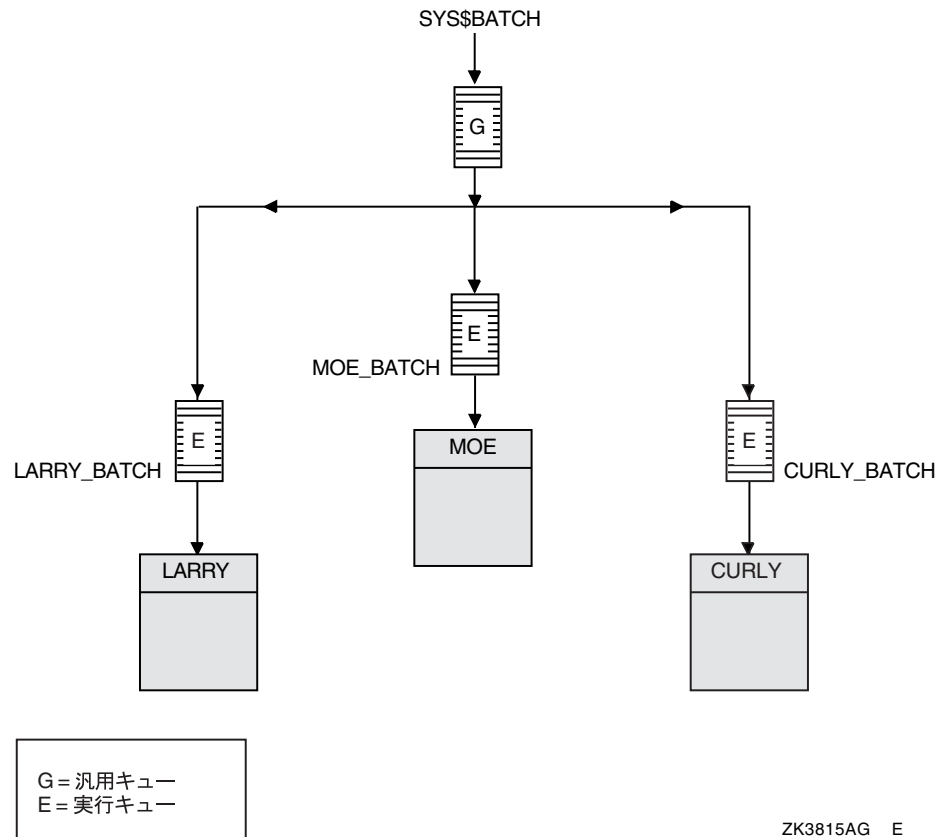 SYS$BATCH
G
E
MOE_BATCH
MOE
E
LARRY_BATCH
E
CURLY_BATCH
LARRY
CURLY
G = 汎用キュー
E = 実行キュー
ZK3815AG E